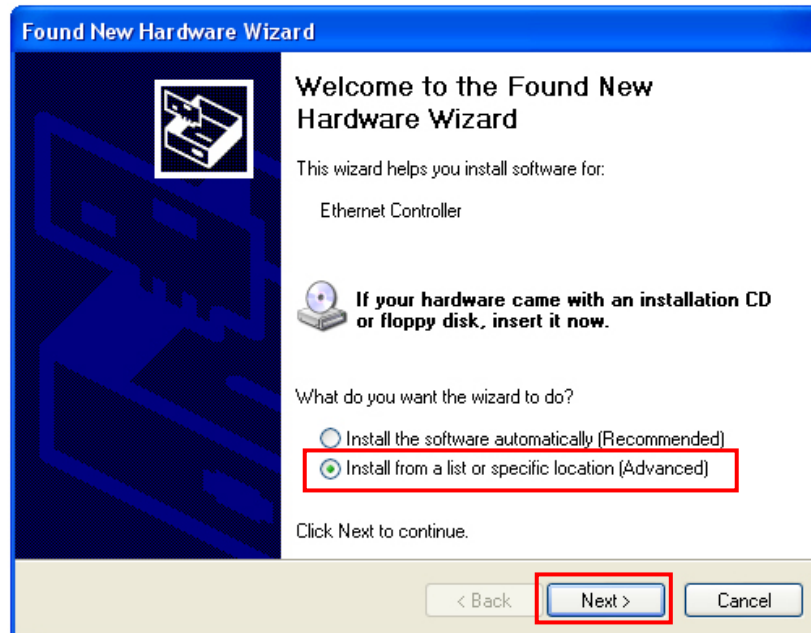 Found New Hardware Wizard
Welcome to the Found New
Hardware Wizard
This wizard helps you install software for:
Ethernet Controller
If your hardware came with an installation CD
or floppy disk, insert it now.
What do you want the wizard to do?
Install the software automatically (Recommended)
Install from a list or specific location (Advanced)
Click Next to continue.
< Back
Next >
Cancel